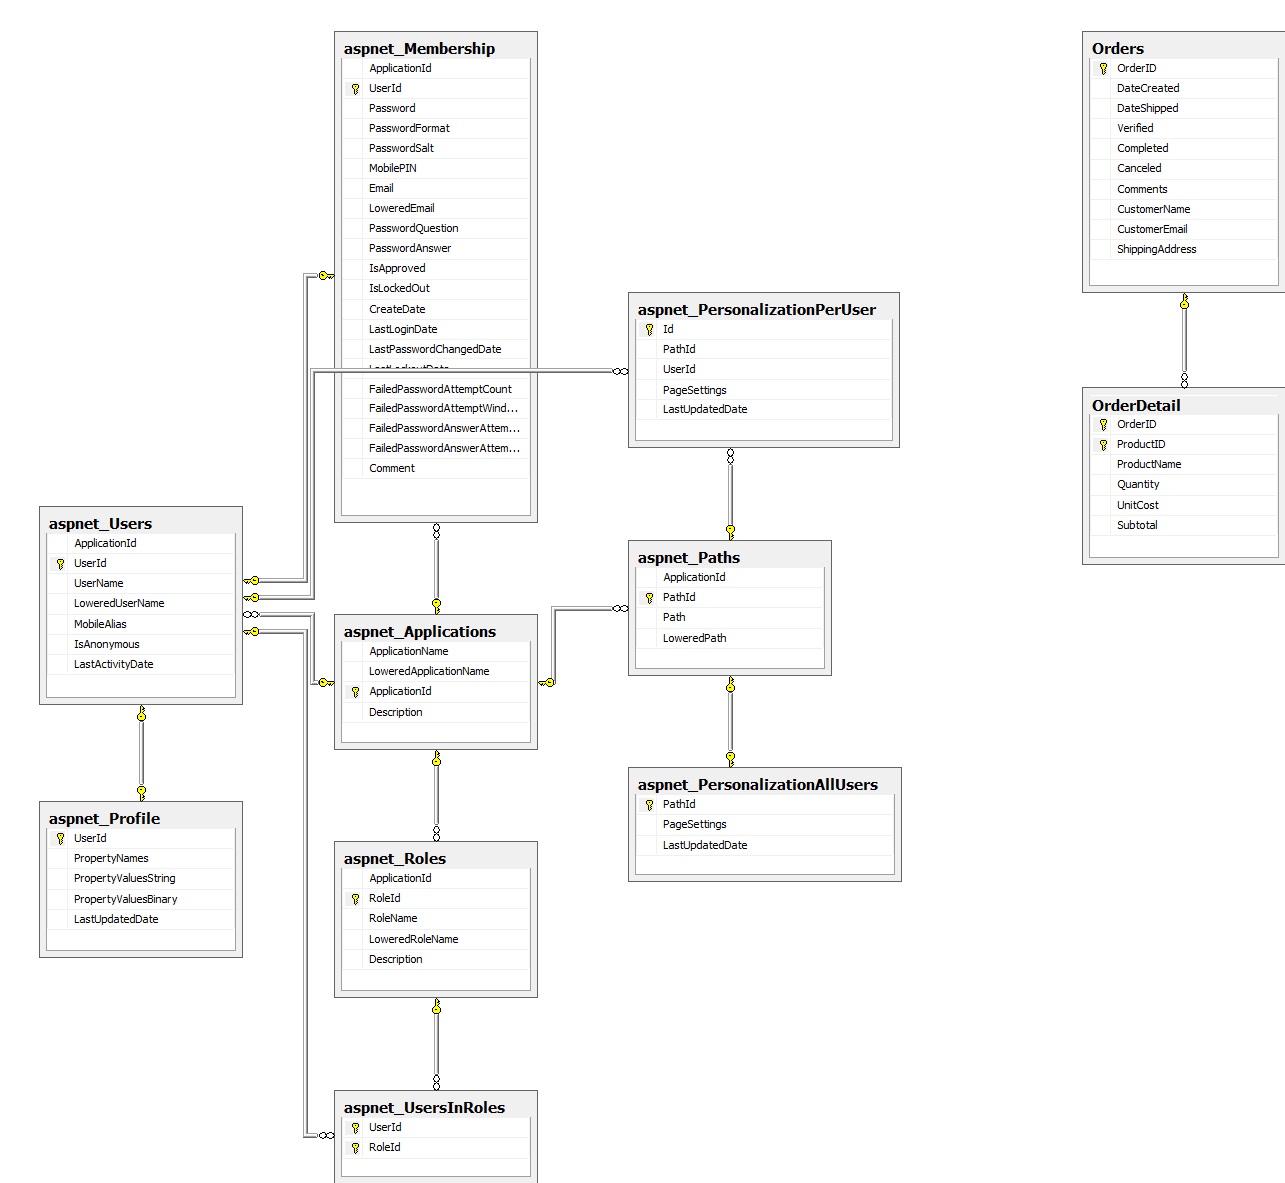 aspnet_Membership
ApplicationId
UserId
Password
PasswordFormat
PasswordSalt
MobilePIN
Email
LoweredEmail
PasswordQuestion
PasswordAnswer
IsApproved
IsLockedOut
CreateDate
LastLoginDate
LastPasswordChangedDate
LastLockoutDate
FailedPasswordAttemptCount
FailedPasswordAttemptWind...
FailedPasswordAnswerAttem...
FailedPasswordAnswerAttem...
Comment
Orders
OrderID
DateCreated
DateShipped
Verified
Completed
Canceled
Comments
CustomerName
CustomerEmail
ShippingAddress
aspnet_PersonalizationPerUser
Id
PathId
UserId
PageSettings
LastUpdatedDate
OrderDetail
OrderID
ProductID
ProductName
Quantity
UnitCost
Subtotal
aspnet_Users
ApplicationId
UserId
UserName
LoweredUserName
MobileAlias
IsAnonymous
LastActivityDate
aspnet_Applications
ApplicationName
LoweredApplicationName
ApplicationId
Description
aspnet_Paths
ApplicationId
PathId
Path
LoweredPath
aspnet_Profile
UserId
PropertyNames
PropertyValuesString
PropertyValuesBinary
LastUpdatedDate
aspnet_Roles
ApplicationId
RoleId
RoleName
LoweredRoleName
Description
aspnet_PersonalizationAllUsers
PathId
PageSettings
LastUpdatedDate
aspnet_UsersInRoles
UserId
RoleId